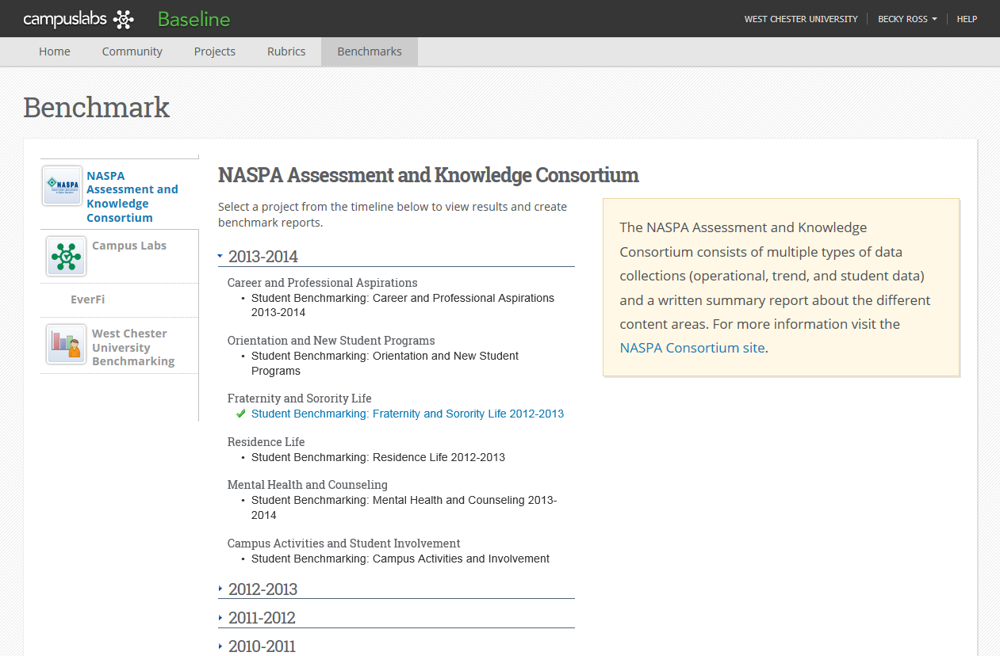 campuslabs Baseline
WEST CHESTER UNIVERSITY BECKY ROSS HELP
Home Community Projects Rubrics Benchmarks
Benchmark
NASPA
Assessment and
Knowledge
Consortium
Campus Labs
EverFi
West Chester
University
Benchmarking
NASPA
NASPA Assessment and Knowledge Consortium
Select a project from the timeline below to view results and create
benchmark reports.
2013-2014
Career and Professional Aspirations
• Student Benchmarking: Career and Professional Aspirations
2013-2014
Orientation and New Student Programs
• Student Benchmarking: Orientation and New Student
Programs
Fraternity and Sorority Life
Student Benchmarking: Fraternity and Sorority Life 2012-2013
Residence Life
• Student Benchmarking: Residence Life 2012-2013
Mental Health and Counseling
• Student Benchmarking: Mental Health and Counseling 2013-
2014
Campus Activities and Student Involvement
• Student Benchmarking: Campus Activities and Involvement
2012-2013
2011-2012
2010-2011
The NASPA Assessment and Knowledge
Consortium consists of multiple types of data
collections (operational, trend, and student data)
and a written summary report about the different
content areas. For more information visit the
NASPA Consortium site.